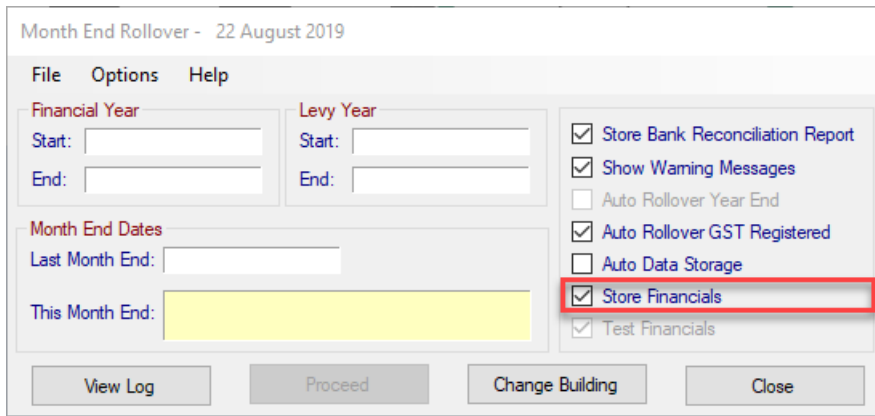 Month End Rollover - 22 August 2019
File Options Help
Financial Year
Start:
End:
Levy Year
Start:
End:
Month End Dates
Last Month End:
This Month End:
Store Bank Reconciliation Report
Show Warning Messages
Auto Rollover Year End
Auto Rollover GST Registered
Auto Data Storage
Store Financials
Test Financials
View Log
Proceed
Change Building
Close